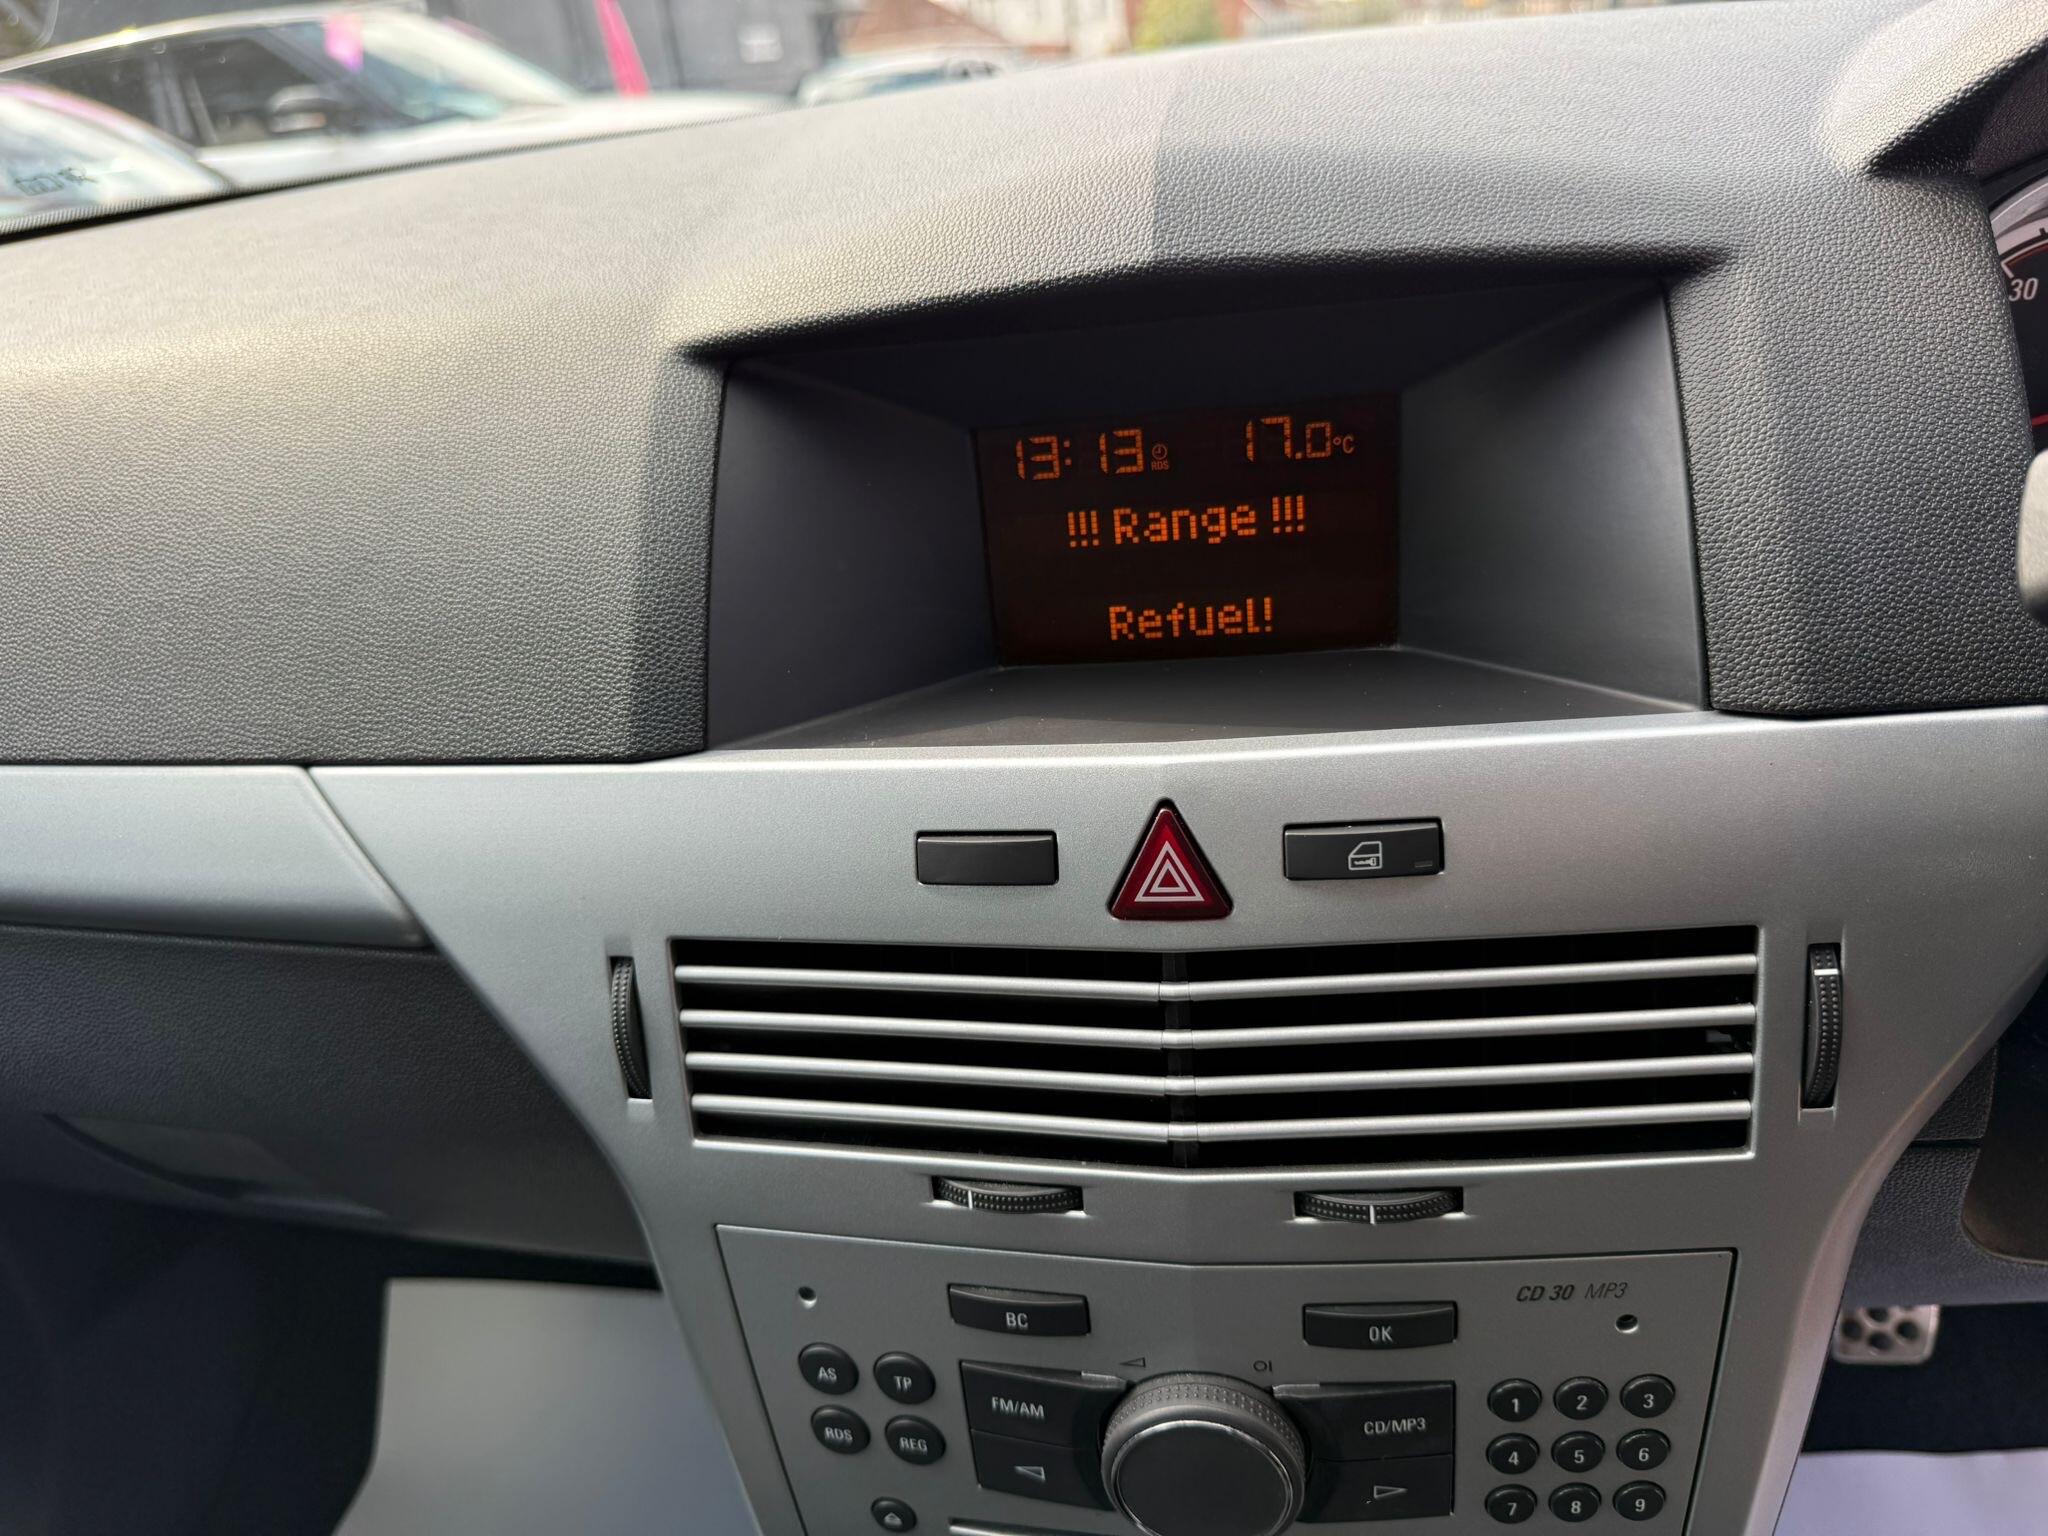 13:13 RDS 17.0°C
!!! Range !!!
Refuel!
30
CD 30 MP3
BC OK
AS TP FM/AM CD/MP3 1 2 3
RDS REG 4 5 6
7 8 9